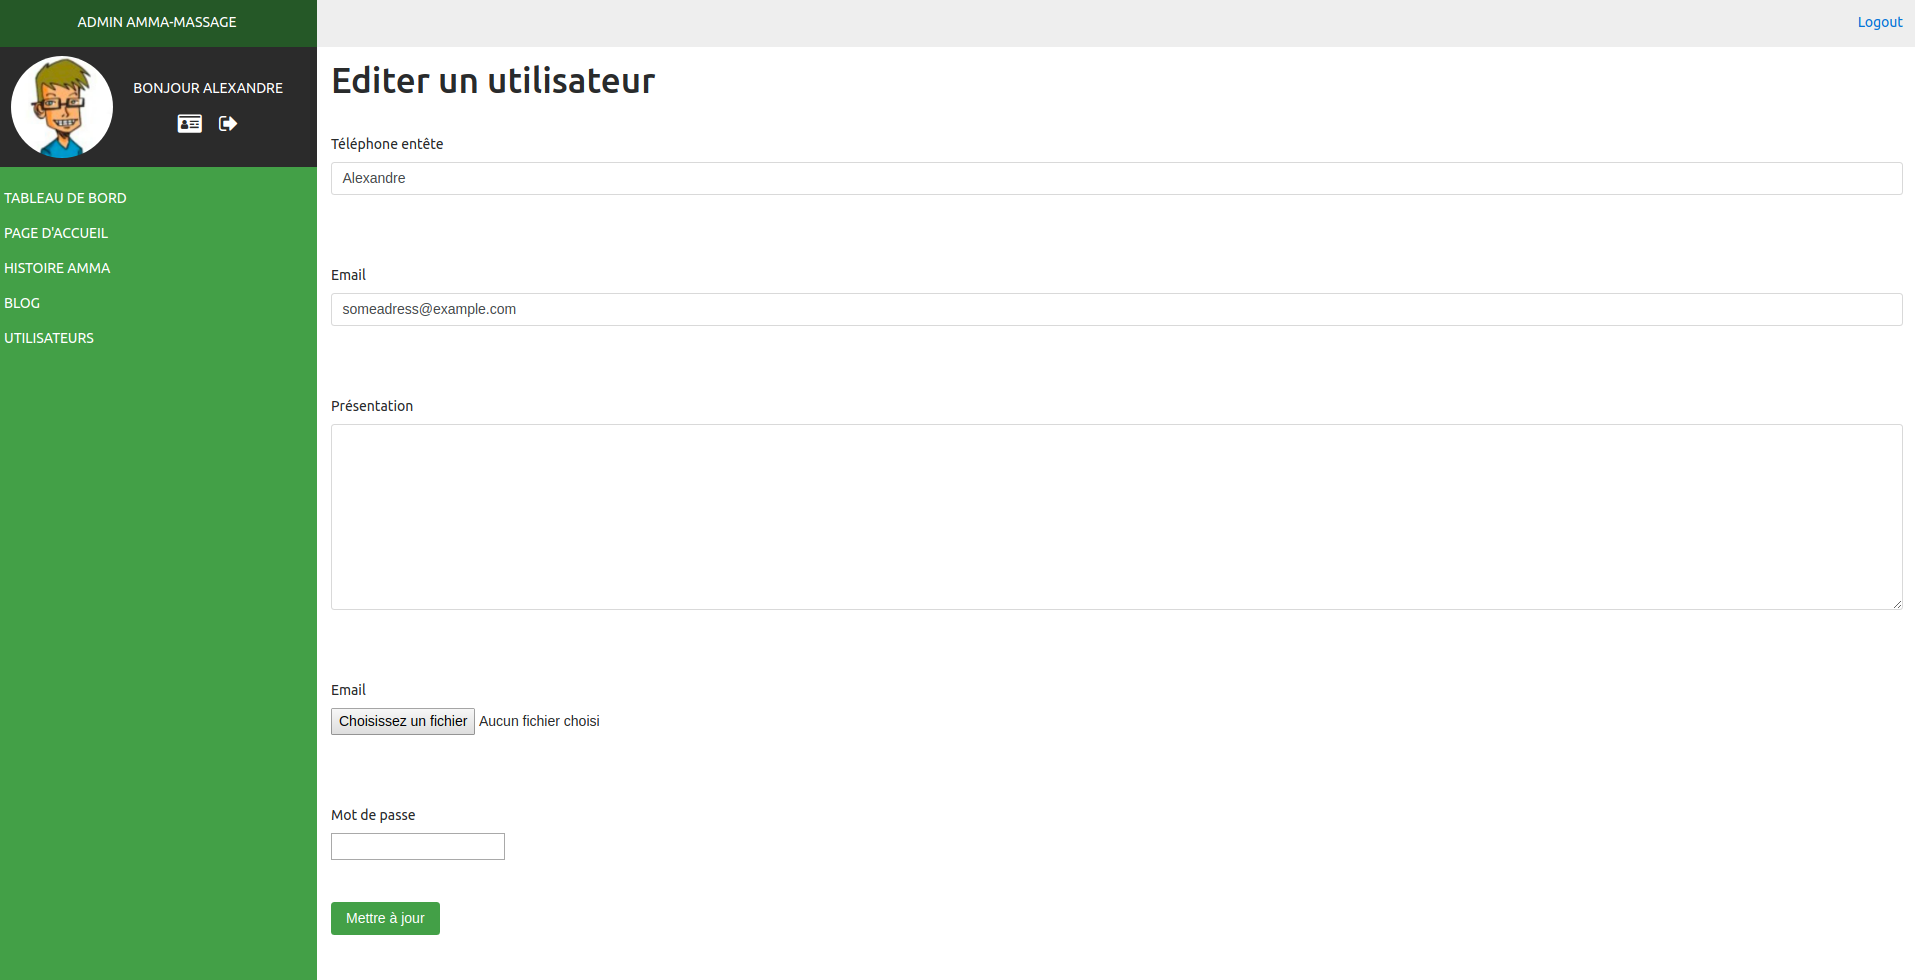 ADMIN AMMA-MASSAGE
Logout
BONJOUR ALEXANDRE
TABLEAU DE BORD
PAGE D'ACCUEIL
HISTOIRE AMMA
BLOG
UTILISATEURS
Editer un utilisateur
Téléphone entête
Alexandre
Email
someadress@example.com
Présentation
Email
Choisissez un fichier Aucun fichier choisi
Mot de passe
Mettre à jour